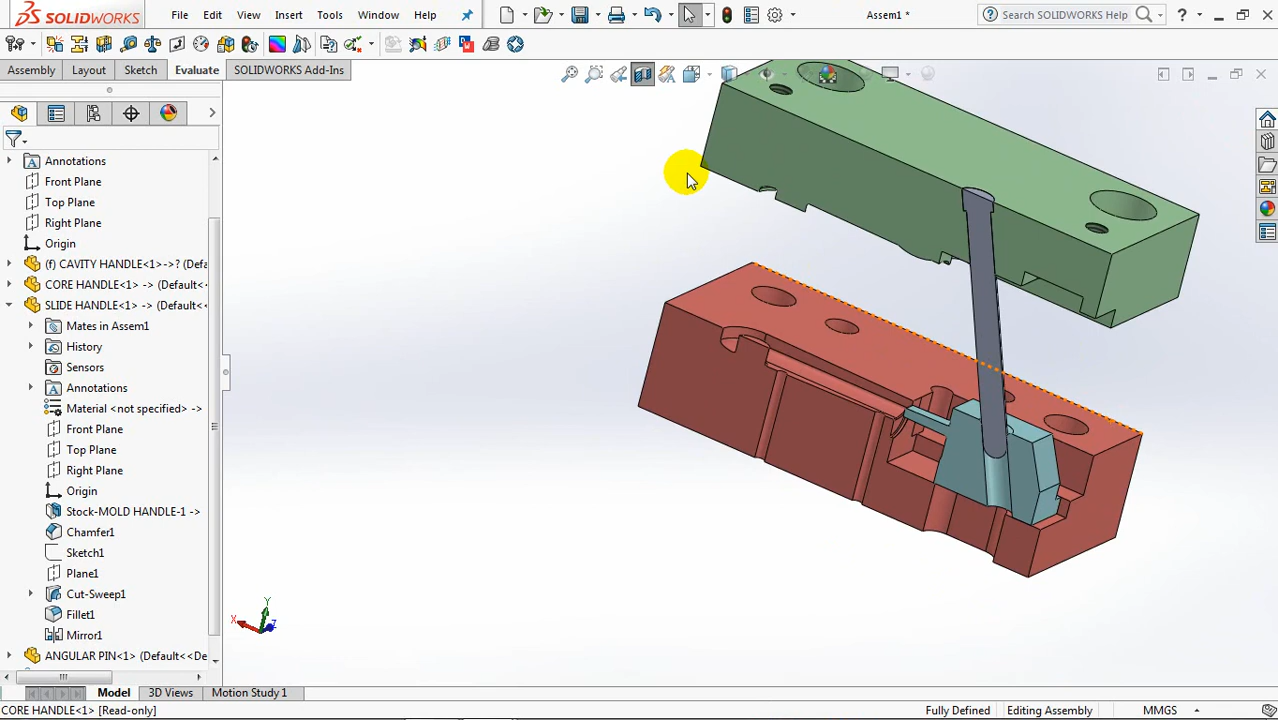 SOLIDWORKS File Edit View Insert Tools Simulation Toolbox Window Help Assem1 * Search SOLIDWORKS Help ?
Assembly Layout Sketch Evaluate SOLIDWORKS Add-Ins
Annotations
Front Plane
Top Plane
Right Plane
Origin
(f) CAVITY HANDLE<1>->? (Defa
CORE HANDLE<1> -> (Default<<
SLIDE HANDLE<1> -> (Default<
Mates in Assem1
History
Sensors
Annotations
Material <not specified> ->
Front Plane
Top Plane
Right Plane
Origin
Stock-MOLD HANDLE-1 ->
Chamfer1
Sketch1
Plane1
Cut-Sweep1
Fillet1
Mirror1
ANGULAR PIN<1> (Default<<De
Y
X
Z
Model 3D Views Motion Study 1
CORE HANDLE<1> [Read-only] Fully Defined Editing Assembly MMGS